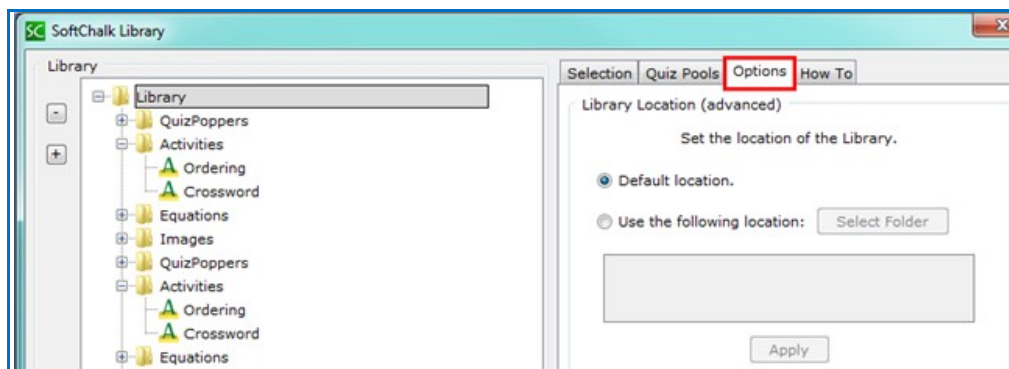 SC SoftChalk Library
X
Library
-
+
Library
QuizPoppers
Activities
A Ordering
A Crossword
Equations
Images
QuizPoppers
Activities
A Ordering
A Crossword
Equations
Selection Quiz Pools Options How To
Library Location (advanced)
Set the location of the Library.
Default location.
Use the following location: Select Folder
Apply